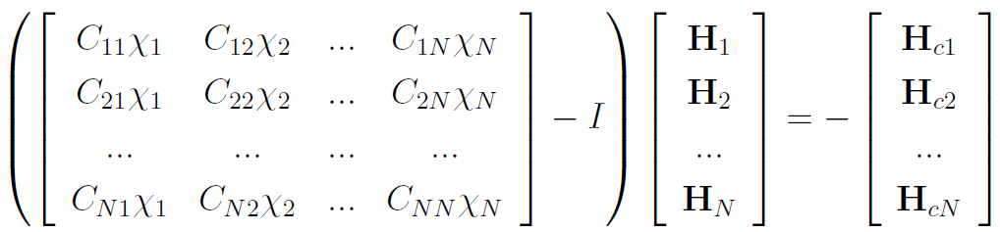 C₁₁χ₁ C₁₂χ₂ ... C₁NχN H₁ Hc₁
C₂₁χ₁ C₂₂χ₂ ... C₂NχN H₂ Hc₂
( [ ] − I ) [ ] = − [ ]
... ... ... ... ... ...
CN₁χ₁ CN₂χ₂ ... CNNχN HN HcN